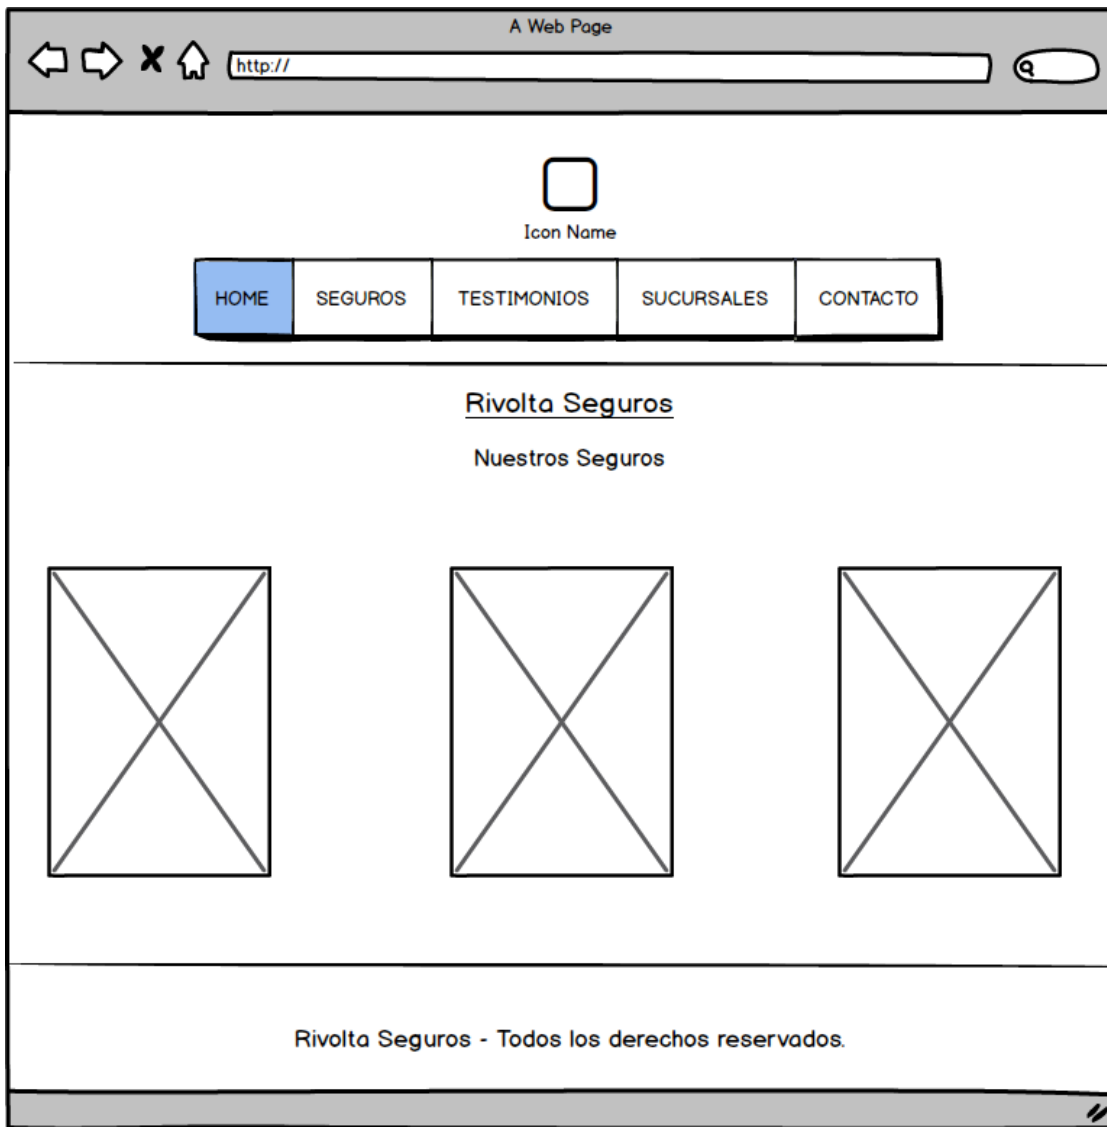 A Web Page
http://
Icon Name
HOME SEGUROS TESTIMONIOS SUCURSALES CONTACTO
Rivolta Seguros
Nuestros Seguros
Rivolta Seguros - Todos los derechos reservados.